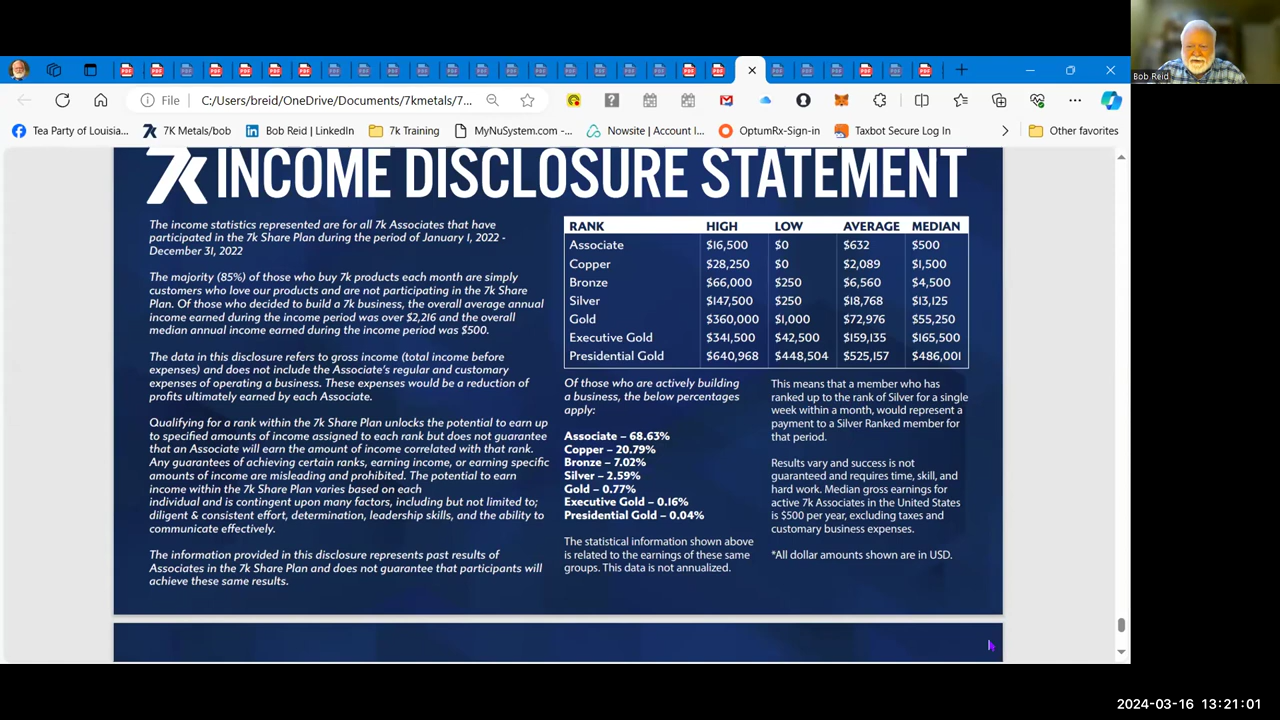 Bob Reid
File
C:/Users/breid/OneDrive/Documents/7kmetals/7...
Tea Party of Louisia...
7K Metals/bob
Bob Reid | LinkedIn
7k Training
MyNuSystem.com -...
Nowsite | Account I...
OptumRx-Sign-in
Taxbot Secure Log In
Other favorites
7k INCOME DISCLOSURE STATEMENT
The income statistics represented are for all 7k Associates that have
participated in the 7k Share Plan during the period of January 1, 2022 -
December 31, 2022
The majority (85%) of those who buy 7k products each month are simply
customers who love our products and are not participating in the 7k Share
Plan. Of those who decided to build a 7k business, the overall average annual
income earned during the income period was over $2,216 and the overall
median annual income earned during the income period was $500.
The data in this disclosure refers to gross income (total income before
expenses) and does not include the Associate's regular and customary
expenses of operating a business. These expenses would be a reduction of
profits ultimately earned by each Associate.
Qualifying for a rank within the 7k Share Plan unlocks the potential to earn up
to specified amounts of income assigned to each rank but does not guarantee
that an Associate will earn the amount of income correlated with that rank.
Any guarantees of achieving certain ranks, earning income, or earning specific
amounts of income are misleading and prohibited. The potential to earn
income within the 7k Share Plan varies based on each
individual and is contingent upon many factors, including but not limited to;
diligent & consistent effort, determination, leadership skills, and the ability to
communicate effectively.
The information provided in this disclosure represents past results of
Associates in the 7k Share Plan and does not guarantee that participants will
achieve these same results.
RANK HIGH LOW AVERAGE MEDIAN
Associate $16,500 $0 $632 $500
Copper $28,250 $0 $2,089 $1,500
Bronze $66,000 $250 $6,560 $4,500
Silver $147,500 $250 $18,768 $13,125
Gold $360,000 $1,000 $72,976 $55,250
Executive Gold $341,500 $42,500 $159,135 $165,500
Presidential Gold $640,968 $448,504 $525,157 $486,001
Of those who are actively building
a business, the below percentages
apply:
Associate – 68.63%
Copper – 20.79%
Bronze – 7.02%
Silver – 2.59%
Gold – 0.77%
Executive Gold – 0.16%
Presidential Gold – 0.04%
The statistical information shown above
is related to the earnings of these same
groups. This data is not annualized.
This means that a member who has
ranked up to the rank of Silver for a single
week within a month, would represent a
payment to a Silver Ranked member for
that period.
Results vary and success is not
guaranteed and requires time, skill, and
hard work. Median gross earnings for
active 7k Associates in the United States
is $500 per year, excluding taxes and
customary business expenses.
*All dollar amounts shown are in USD.
2024-03-16 13:21:01